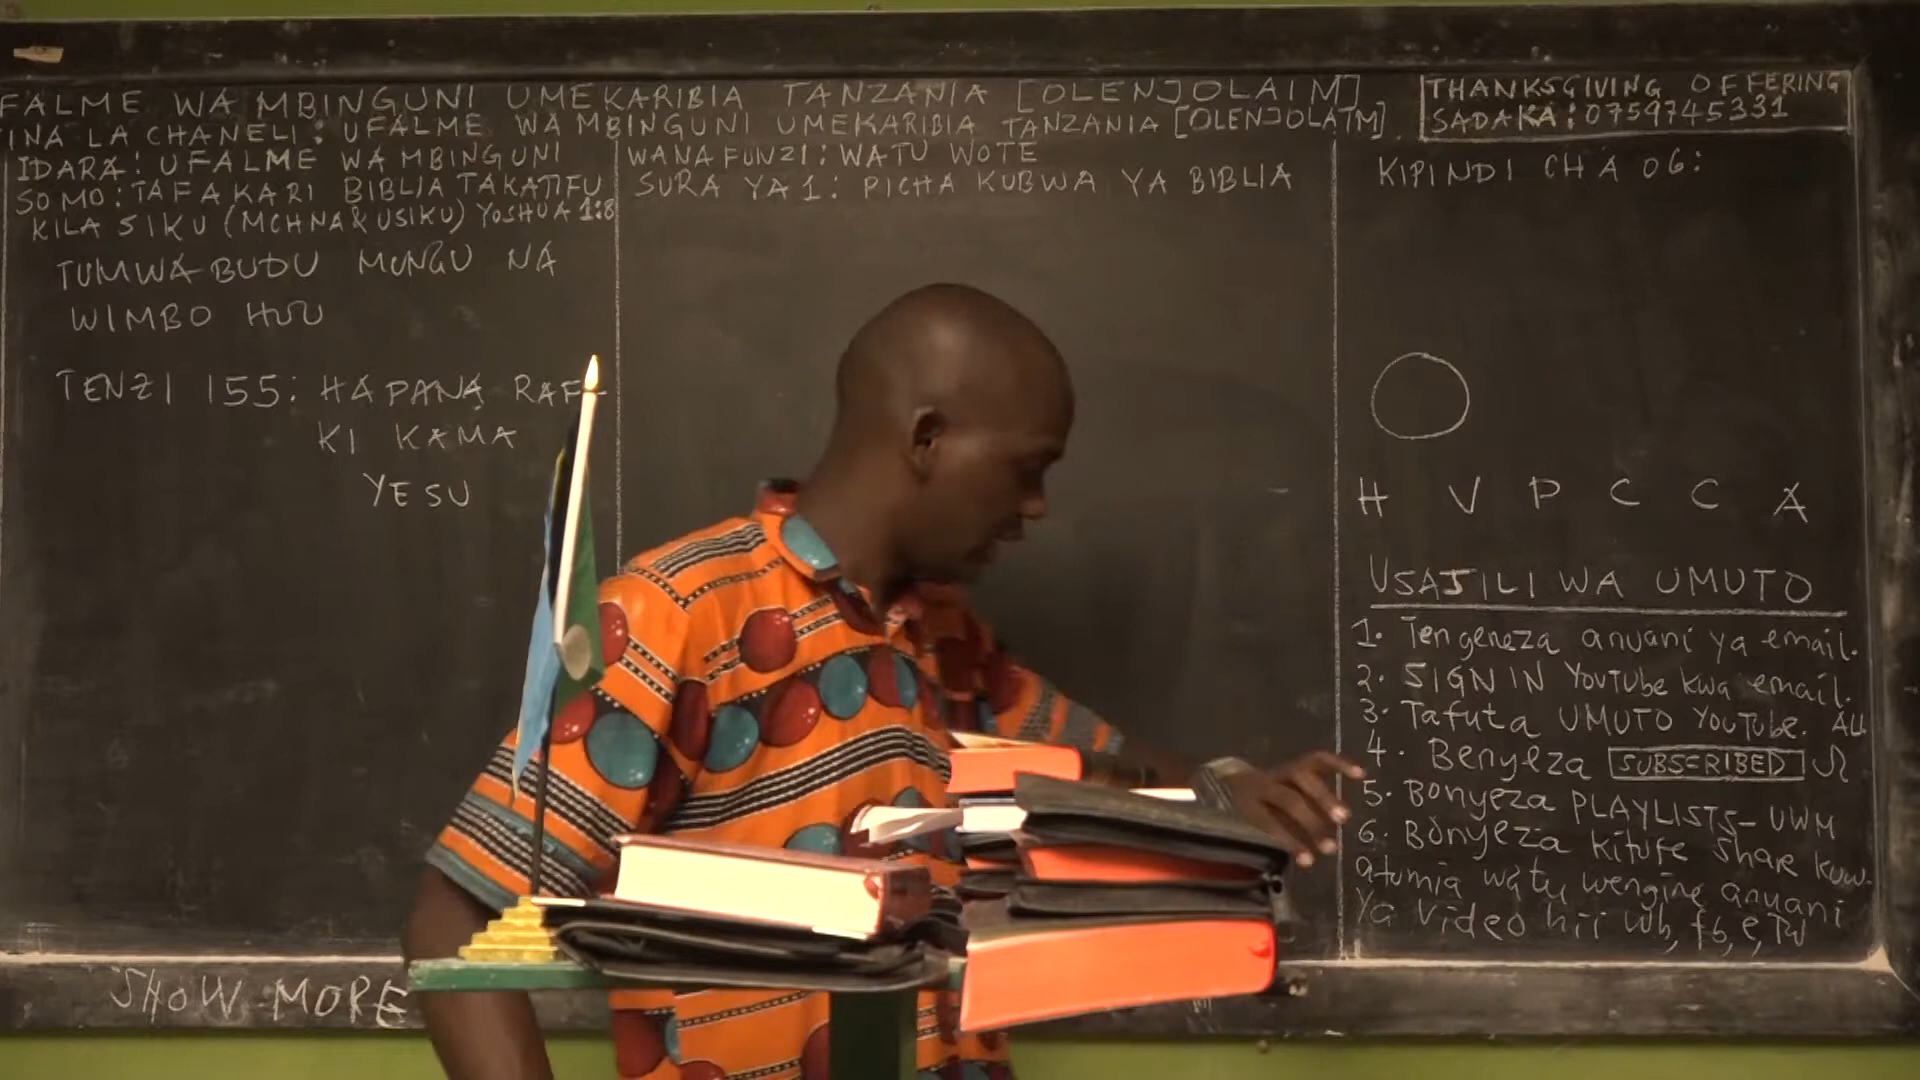 FALME WA MBINGUNI UMEKARIBIA TANZANIA [OLENJOLAIM]
INA LA CHANELI: UFALME WA MBINGUNI UMEKARIBIA TANZANIA [OLENJOLAIM]
IDARA: UFALME WA MBINGUNI
SOMO: TAFAKARI BIBLIA TAKATIFU
KILA SIKU (MCHNA & USIKU) YOSHUA 1:8
TUMWABUDU MUNGU NA
WIMBO HUU
TENZI 155: HAPANA RAFI-
KI KAMA
YESU
WANAFUNZI: WATU WOTE
SURA YA 1: PICHA KUBWA YA BIBLIA
THANKSGIVING OFFERING
SADAKA: 0759745331
KIPINDI CHA 06:
H V P C C A
USAJILI WA UMUTO
1. Tengeneza anuani ya email.
2. SIGN IN YOUTUBE kwa email.
3. Tafuta UMUTO YOUTUBE. ALL
4. Benyeza SUBSCRIBED
5. Bonyeza PLAYLISTS- UWM
6. Bonyeza kitufe share kuw-
atumia watu wengine anuani
ya video hii wb, fb, e, TW
SHOW MORE